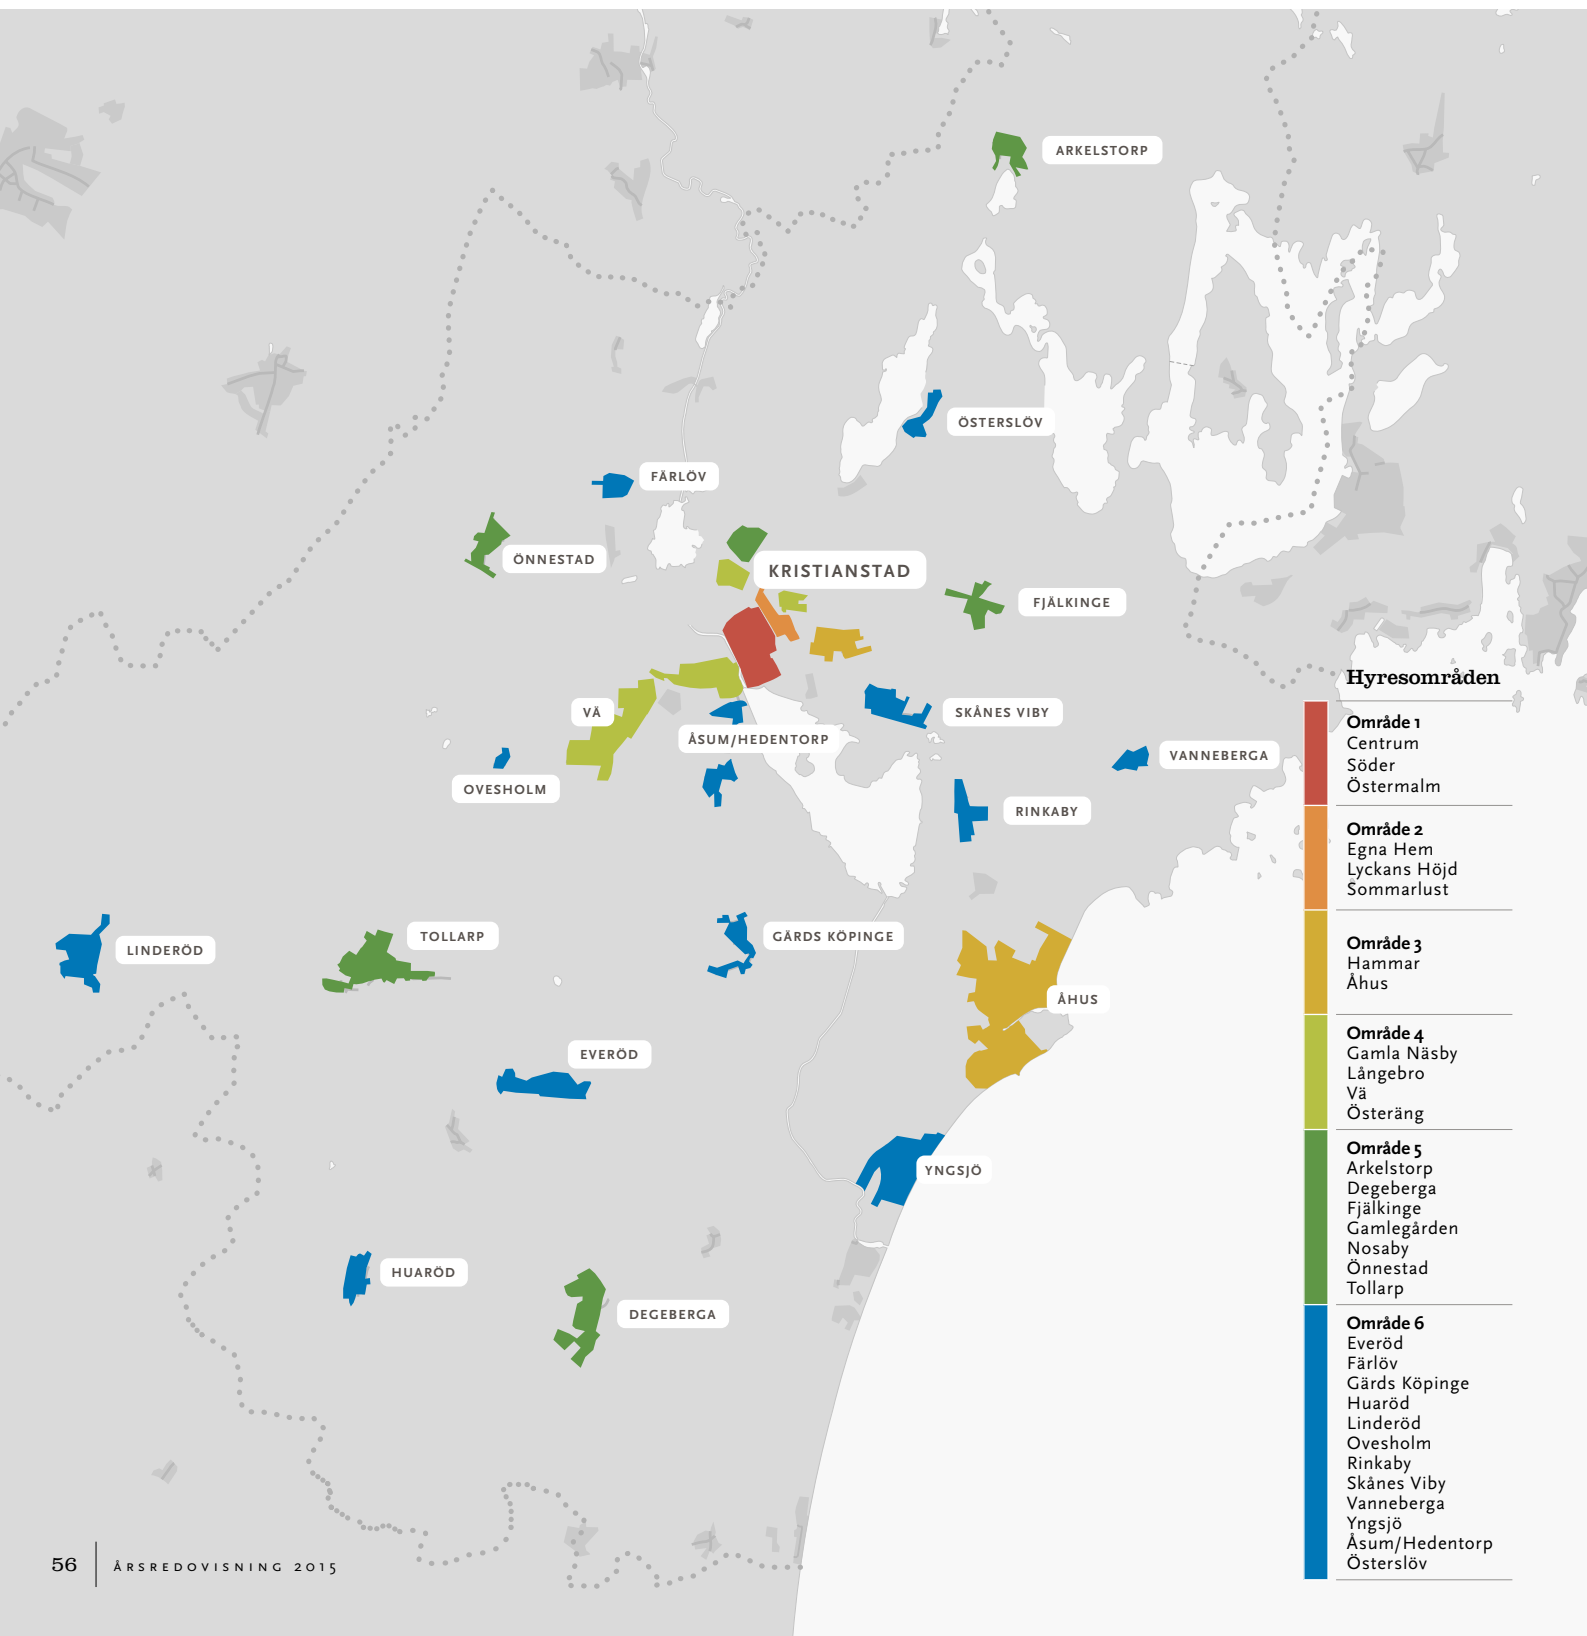 ARKELSTORP
ÖSTERSLÖV
FÄRLÖV
ÖNNESTAD
KRISTIANSTAD
FJÄLKINGE
VÄ
SKÅNES VIBY
ÅSUM/HEDENTORP
VANNEBERGA
OVESHOLM
RINKABY
LINDERÖD
TOLLARP
GÄRDS KÖPINGE
ÅHUS
EVERÖD
YNGSJÖ
HUARÖD
DEGEBERGA
Hyresområden
Område 1
Centrum
Söder
Östermalm
Område 2
Egna Hem
Lyckans Höjd
Sommarlust
Område 3
Hammar
Åhus
Område 4
Gamla Näsby
Långebro
Vä
Österäng
Område 5
Arkelstorp
Degeberga
Fjälkinge
Gamlegården
Nosaby
Önnestad
Tollarp
Område 6
Everöd
Färlöv
Gärds Köpinge
Huaröd
Linderöd
Ovesholm
Rinkaby
Skånes Viby
Vanneberga
Yngsjö
Åsum/Hedentorp
Österslöv
56 ÅRSREDOVISNING 2015